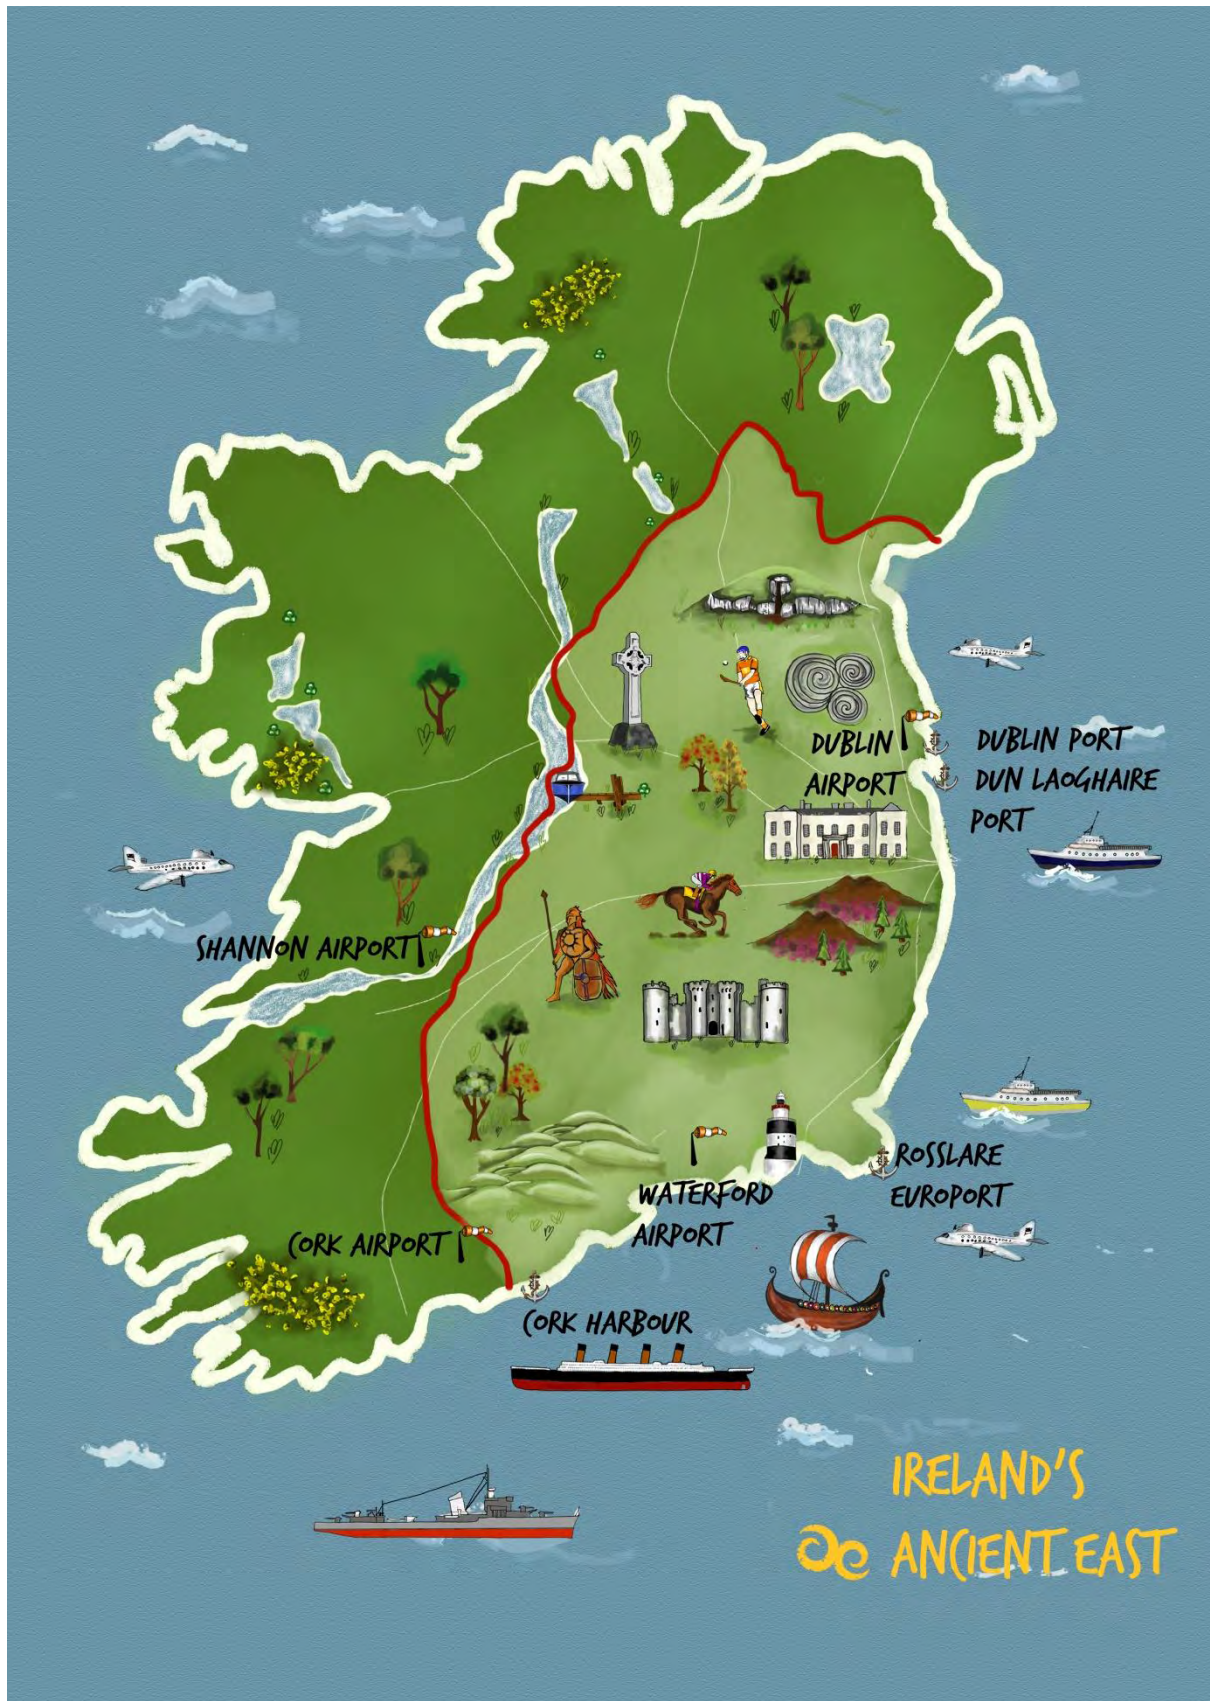 DUBLIN
AIRPORT
DUBLIN PORT
DUN LAOGHAIRE
PORT
SHANNON AIRPORT
ROSSLARE
EUROPORT
WATERFORD
AIRPORT
CORK AIRPORT
CORK HARBOUR
IRELAND'S
ANCIENT EAST